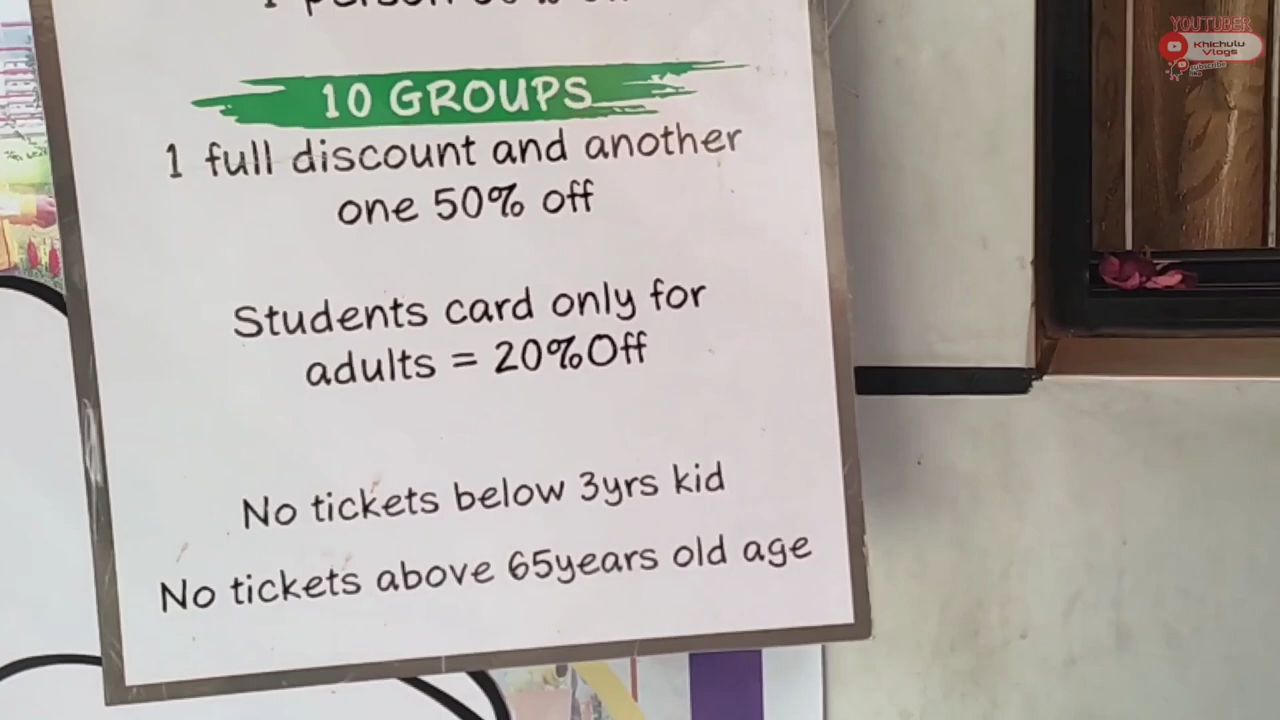 10 GROUPS
1 full discount and another
one 50% off
Students card only for
adults = 20%Off
No tickets below 3yrs kid
No tickets above 65years old age
YOUTUBER
Khichulu
Vlogs
subscribe